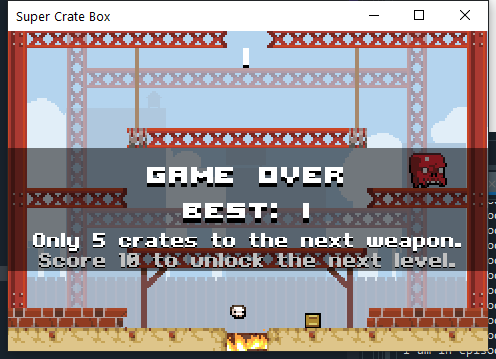 Super Crate Box
1
GAME OVER
BEST: 1
Only 5 crates to the next weapon.
Score 10 to unlock the next level.